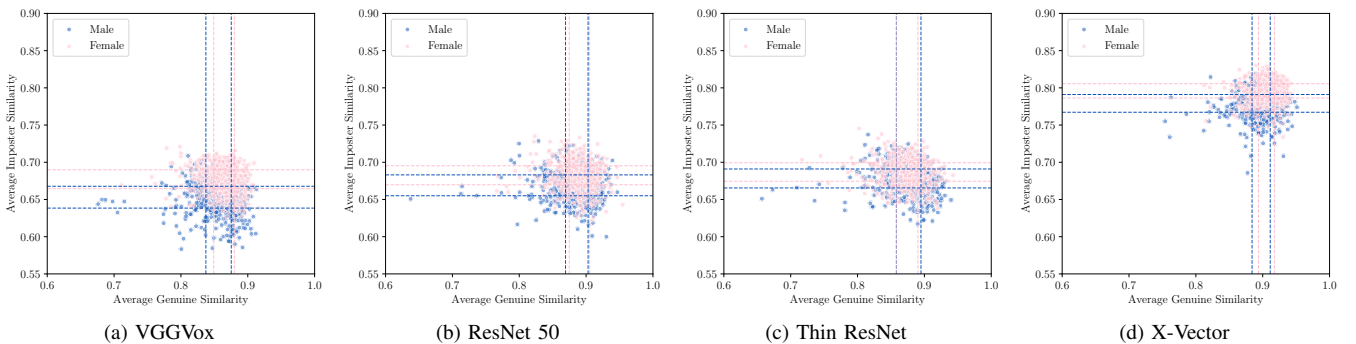 0.90
0.85
0.80
0.75
0.70
0.65
0.60
0.55
0.6
0.7
0.8
0.9
1.0
Average Imposter Similarity
Average Genuine Similarity
Male
Female
(a) VGGVox
0.90
0.85
0.80
0.75
0.70
0.65
0.60
0.55
0.6
0.7
0.8
0.9
1.0
Average Imposter Similarity
Average Genuine Similarity
Male
Female
(b) ResNet 50
0.90
0.85
0.80
0.75
0.70
0.65
0.60
0.55
0.6
0.7
0.8
0.9
1.0
Average Imposter Similarity
Average Genuine Similarity
Male
Female
(c) Thin ResNet
0.90
0.85
0.80
0.75
0.70
0.65
0.60
0.55
0.6
0.7
0.8
0.9
1.0
Average Imposter Similarity
Average Genuine Similarity
Male
Female
(d) X-Vector